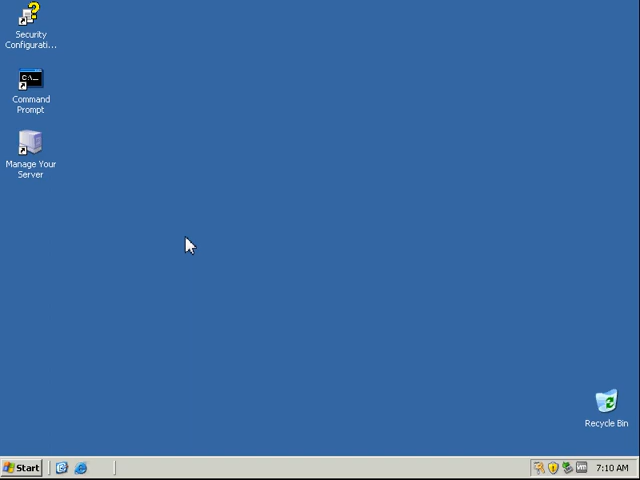 Security
Configurati...
C:\_
Command
Prompt
Manage Your
Server
Recycle Bin
Start
7:10 AM